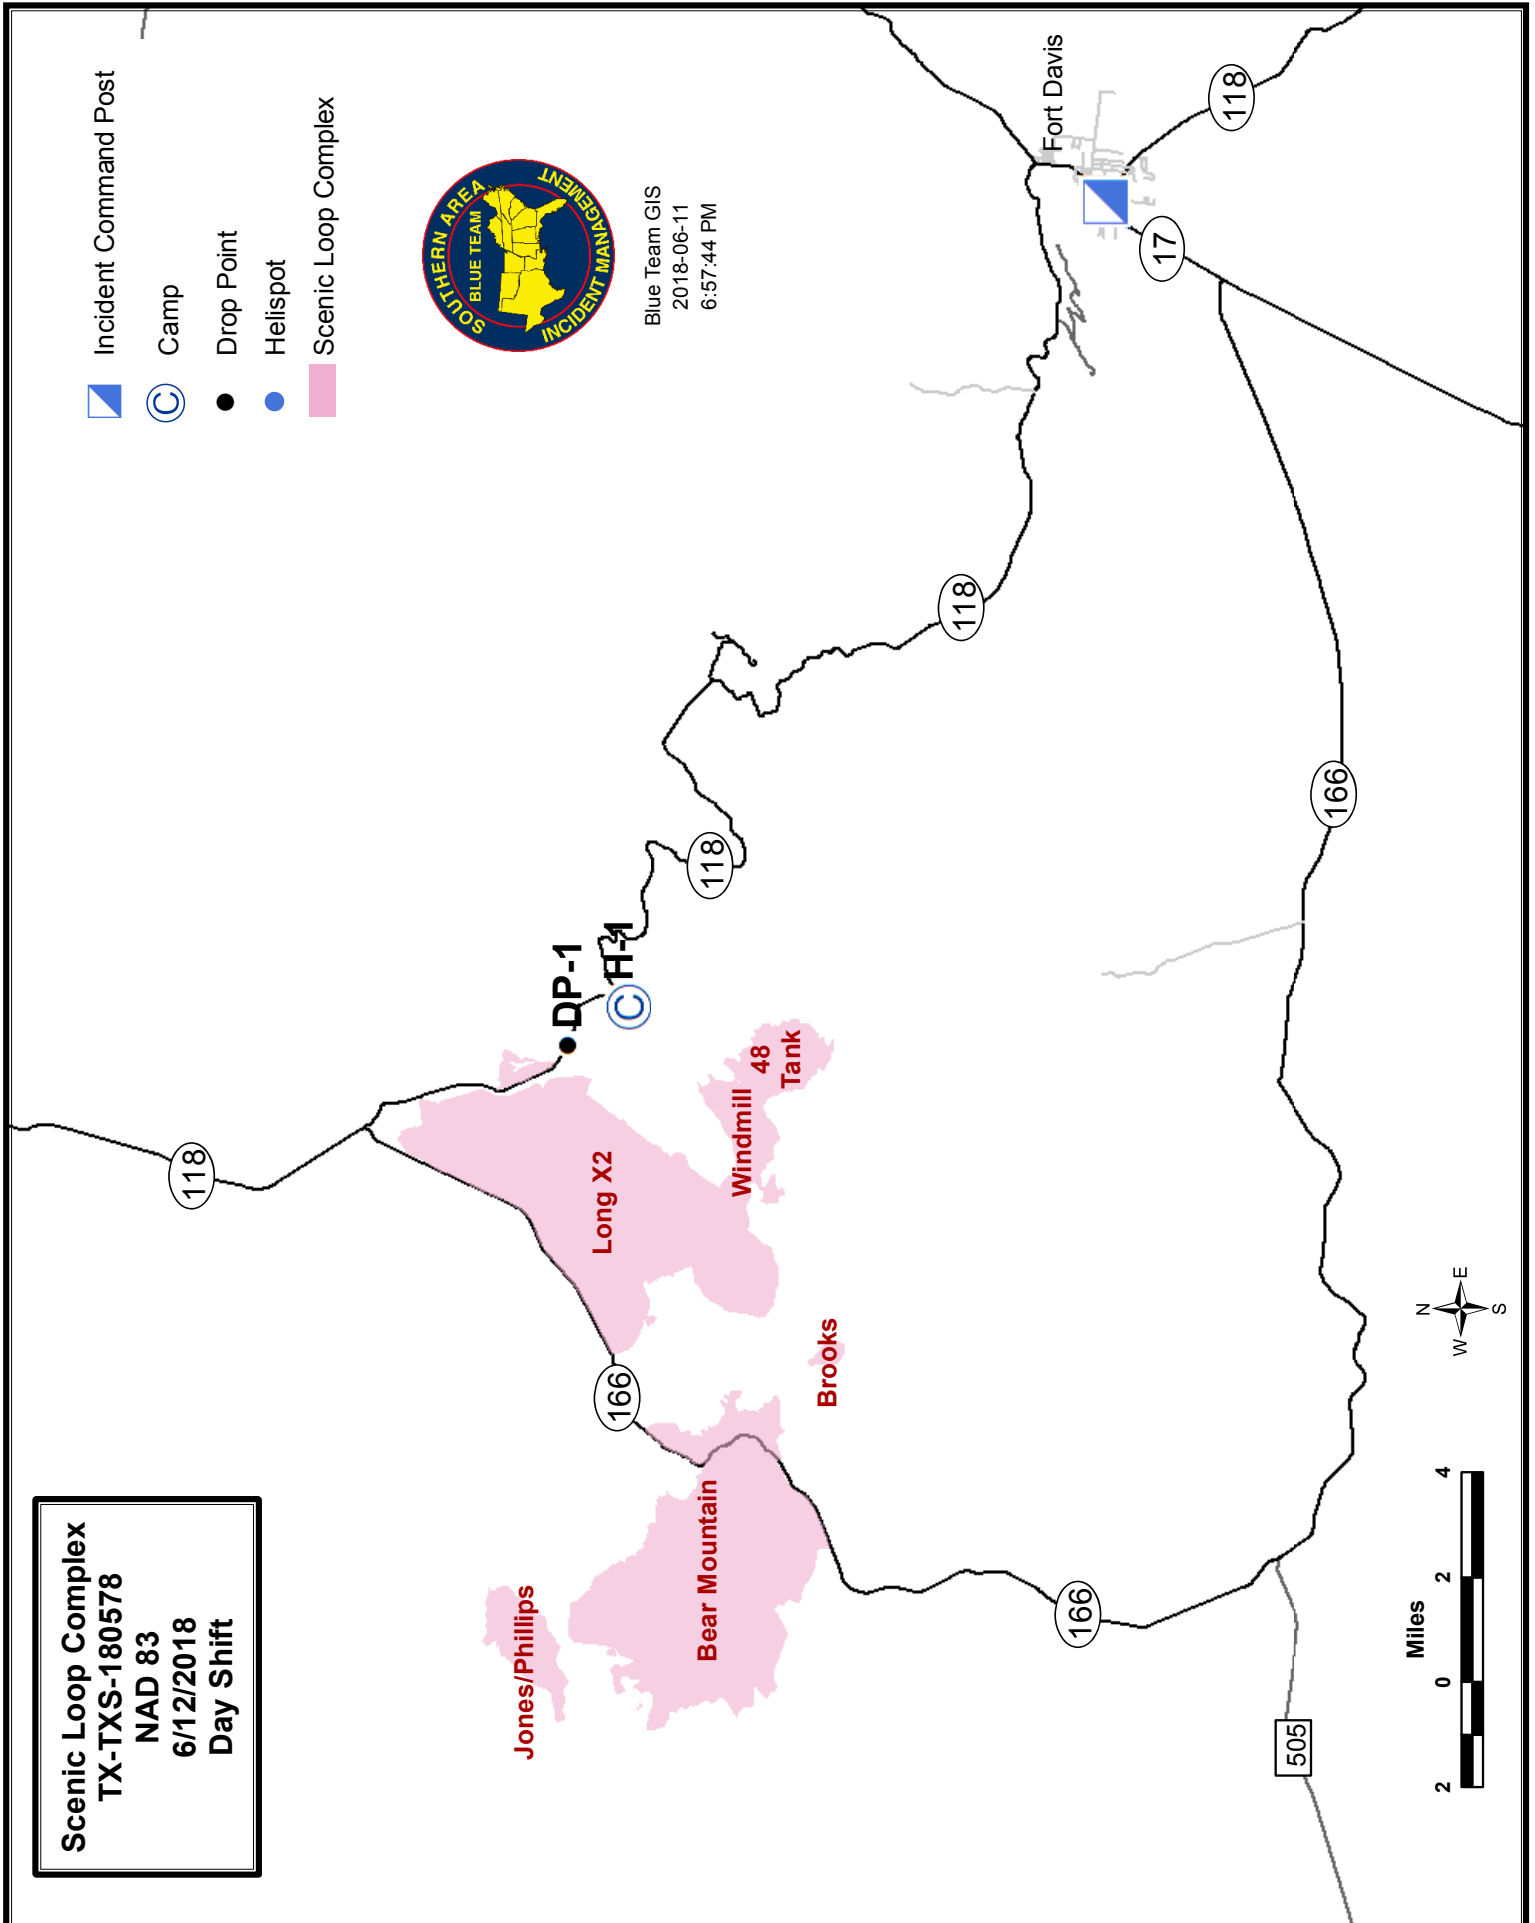 Scenic Loop Complex
TX-TXS-180578
NAD 83
6/12/2018
Day Shift
Incident Command Post
C
Camp
Drop Point
Helispot
Scenic Loop Complex
SOUTHERN AREA
BLUE TEAM
INCIDENT MANAGEMENT
Blue Team GIS
2018-06-11
6:57:44 PM
118
Jones/Phillips
Bear Mountain
166
Long X2
DP-1
H-1
C
118
Windmill
48
Tank
Brooks
118
Fort Davis
118
17
166
166
505
Miles
2
0
2
4
N
W
E
S